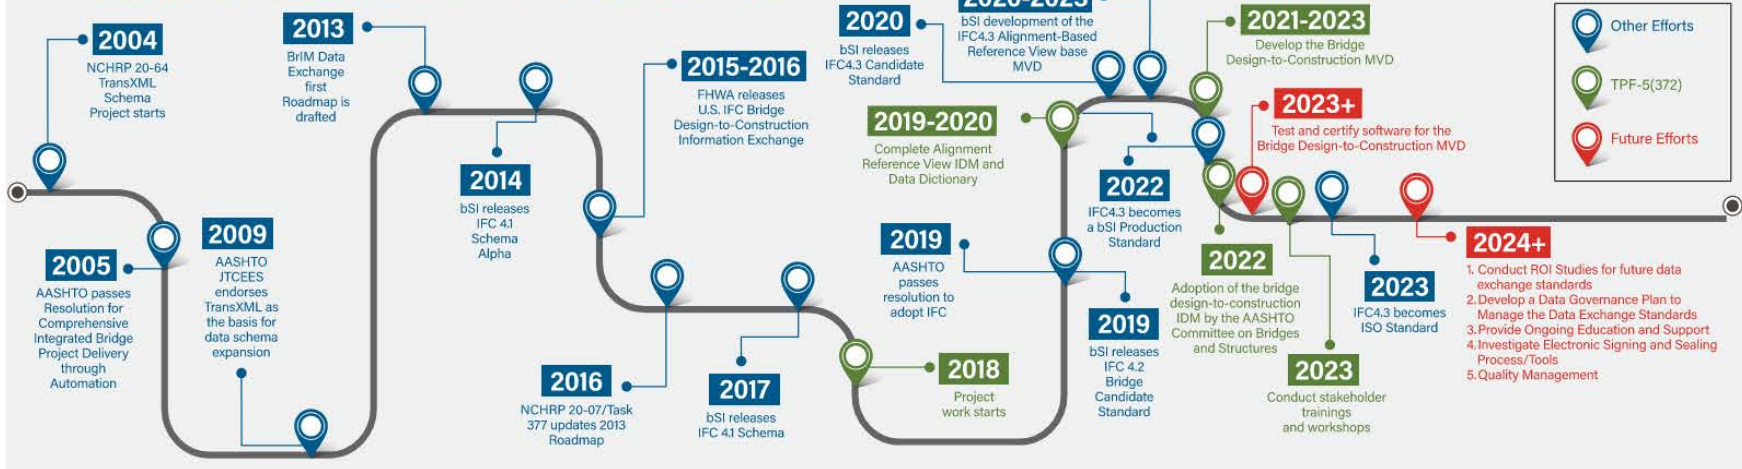 2004
NCHRP 20-64
TransXML
Schema
Project starts
2005
AASHTO passes
Resolution for
Comprehensive
Integrated Bridge
Project Delivery
through
Automation
2009
AASHTO
JTCEES
endorses
TransXML as
the basis for
data schema
expansion
2013
BrIM Data
Exchange
first
Roadmap is
drafted
2014
bSI releases
IFC 4.1
Schema
Alpha
2015-2016
FHWA releases
U.S. IFC Bridge
Design-to-Construction
Information Exchange
2016
NCHRP 20-07/Task
377 updates 2013
Roadmap
2017
bSI releases
IFC 4.1 Schema
2018
Project
work starts
2019-2020
Complete Alignment
Reference View IDM and
Data Dictionary
2019
AASHTO
passes
resolution to
adopt IFC
2019
bSI releases
IFC 4.2
Bridge
Candidate
Standard
2020
bSI releases
IFC4.3 Candidate
Standard
2020-2023
bSI development of the
IFC4.3 Alignment-Based
Reference View base
MVD
2021-2023
Develop the Bridge
Design-to-Construction MVD
2022
IFC4.3 becomes
a bSI Production
Standard
2022
Adoption of the bridge
design-to-construction
IDM by the AASHTO
Committee on Bridges
and Structures
2023+
Test and certify software for the
Bridge Design-to-Construction MVD
2023
Conduct stakeholder
trainings
and workshops
2023
IFC4.3 becomes
ISO Standard
2024+
1. Conduct ROI Studies for future data
exchange standards
2. Develop a Data Governance Plan to
Manage the Data Exchange Standards
3. Provide Ongoing Education and Support
4. Investigate Electronic Signing and Sealing
Process/Tools
5. Quality Management
Other Efforts
TPF-5(372)
Future Efforts